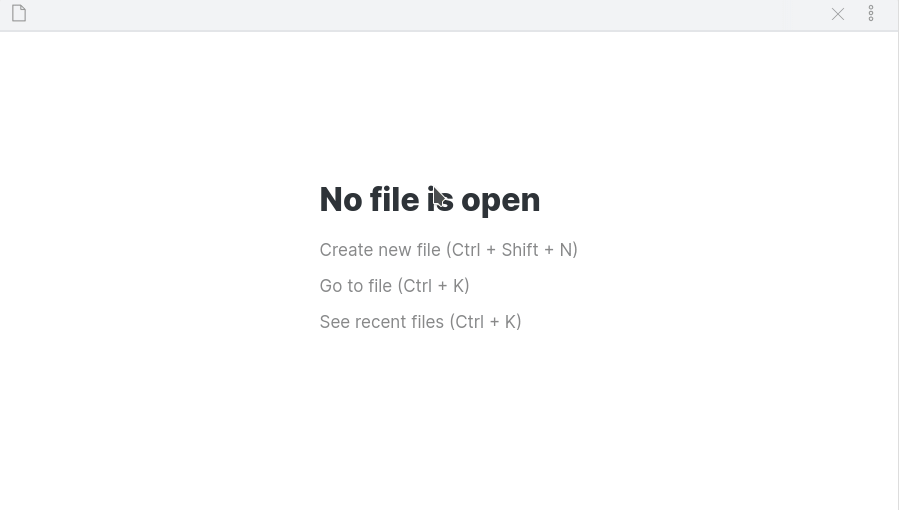 No file is open
Create new file (Ctrl + Shift + N)
Go to file (Ctrl + K)
See recent files (Ctrl + K)